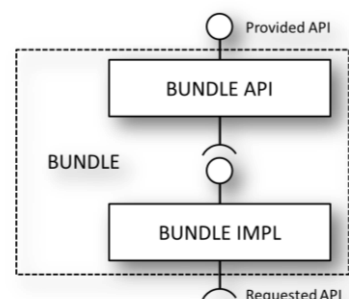 Provided API
BUNDLE API
BUNDLE
BUNDLE IMPL
Requested API